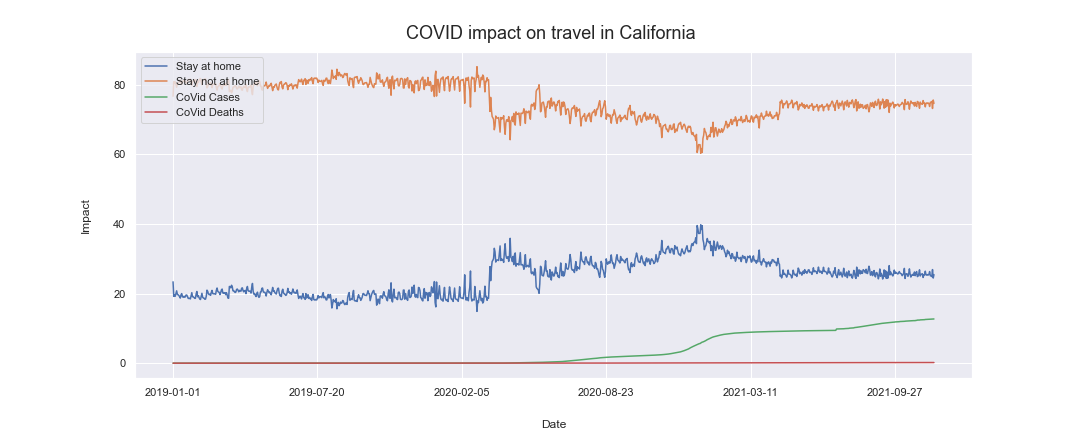 COVID impact on travel in California
Stay at home
Stay not at home
CoVid Cases
CoVid Deaths
80
60
40
20
0
Impact
2019-01-01
2019-07-20
2020-02-05
2020-08-23
2021-03-11
2021-09-27
Date